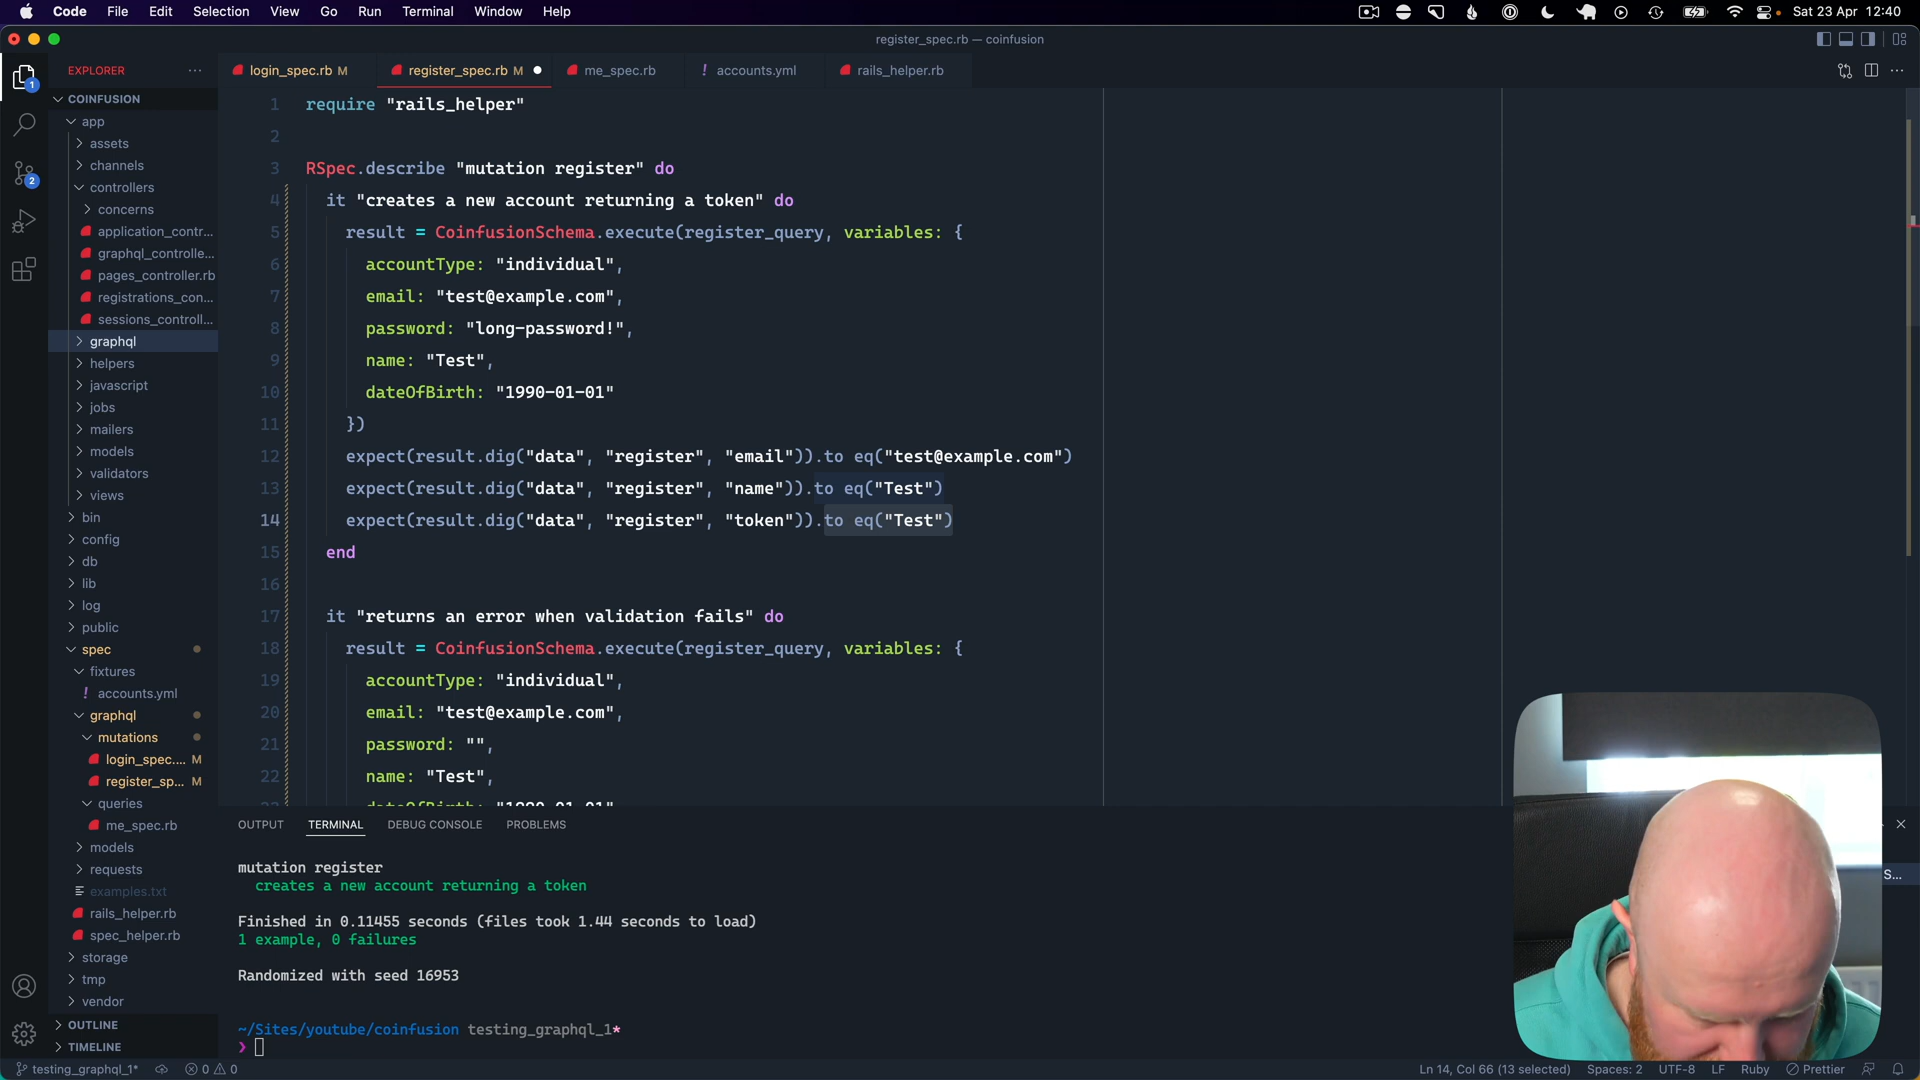 Code File Edit Selection View Go Run Terminal Window Help
Sat 23 Apr 12:40
register_spec.rb — coinfusion
EXPLORER
login_spec.rb M
register_spec.rb M
me_spec.rb
! accounts.yml
rails_helper.rb
1
2
COINFUSION
app
assets
channels
controllers
concerns
application_contr...
graphql_controlle...
pages_controller.rb
registrations_con...
sessions_controll...
graphql
helpers
javascript
jobs
mailers
models
validators
views
bin
config
db
lib
log
public
spec
fixtures
! accounts.yml
graphql
mutations
login_spec.... M
register_sp... M
queries
me_spec.rb
models
requests
examples.txt
rails_helper.rb
spec_helper.rb
storage
tmp
vendor
OUTLINE
TIMELINE
1 require "rails_helper"
2
3 RSpec.describe "mutation register" do
4 it "creates a new account returning a token" do
5 result = CoinfusionSchema.execute(register_query, variables: {
6 accountType: "individual",
7 email: "test@example.com",
8 password: "long-password!",
9 name: "Test",
10 dateOfBirth: "1990-01-01"
11 })
12 expect(result.dig("data", "register", "email")).to eq("test@example.com")
13 expect(result.dig("data", "register", "name")).to eq("Test")
14 expect(result.dig("data", "register", "token")).to eq("Test")
15 end
16
17 it "returns an error when validation fails" do
18 result = CoinfusionSchema.execute(register_query, variables: {
19 accountType: "individual",
20 email: "test@example.com",
21 password: "",
22 name: "Test",
dateOfBirth: "1990-01-01"
OUTPUT TERMINAL DEBUG CONSOLE PROBLEMS
S...
mutation register
creates a new account returning a token
Finished in 0.11455 seconds (files took 1.44 seconds to load)
1 example, 0 failures
Randomized with seed 16953
~/Sites/youtube/coinfusion testing_graphql_1*
❯
testing_graphql_1* 0 0
Ln 14, Col 66 (13 selected) Spaces: 2 UTF-8 LF Ruby Prettier